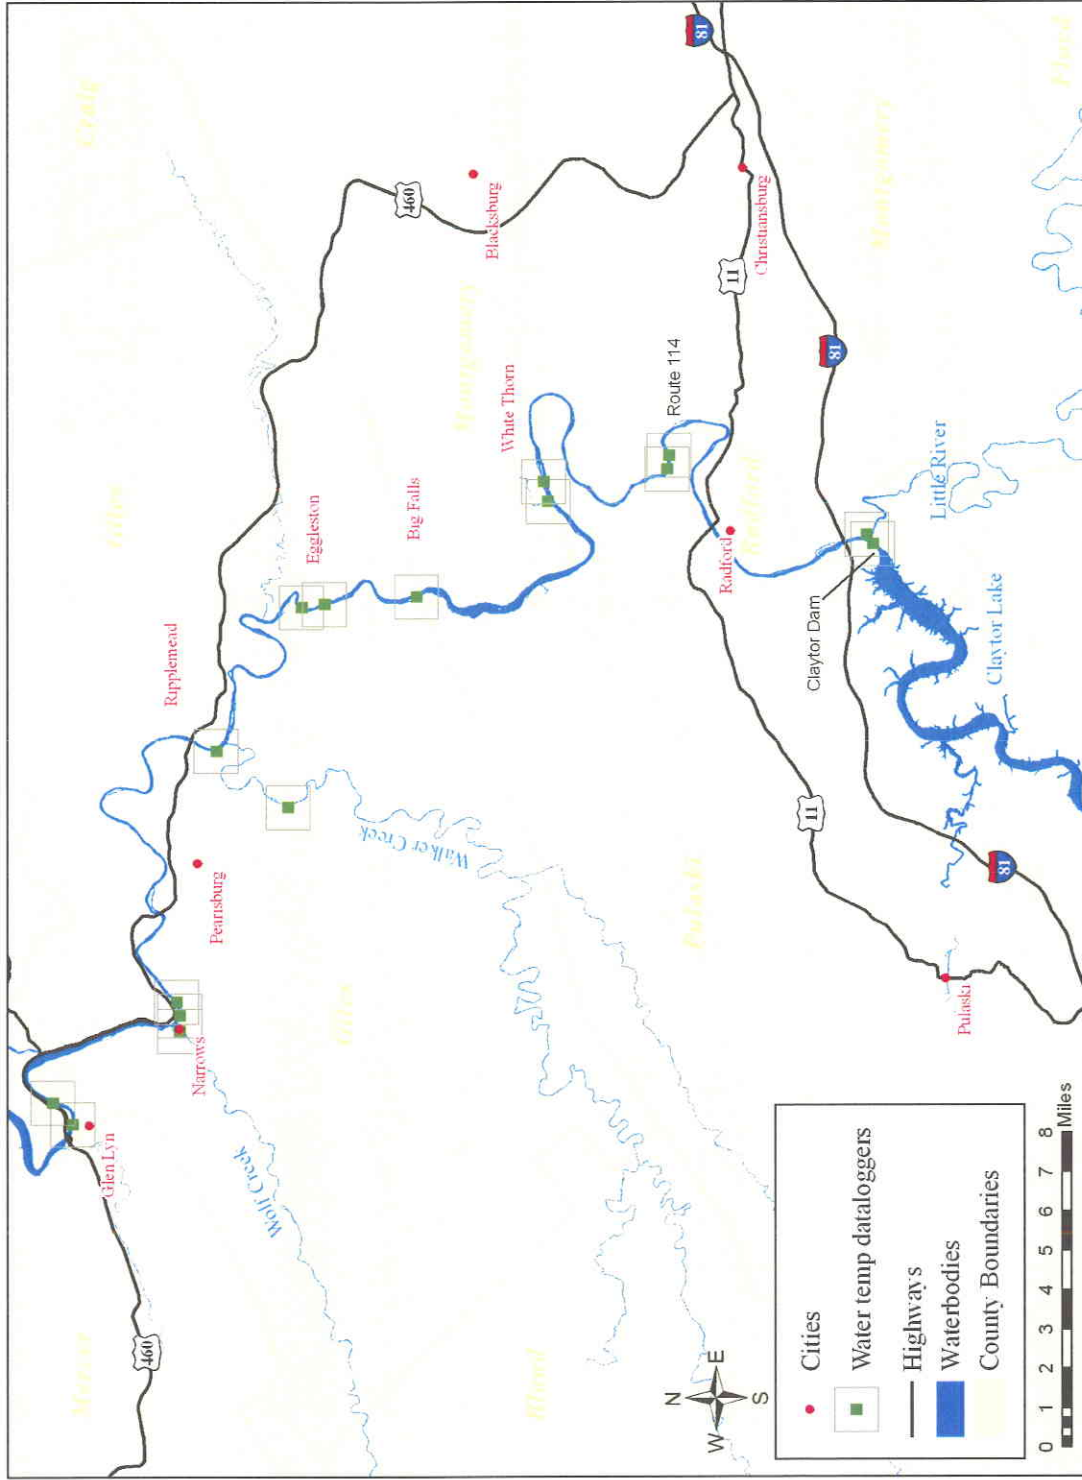 Mercer
Craig
Giles
Glen Lyn
460
Narrows
Ripplemead
Pearisburg
Wolf Creek
Giles
Eggleston
460
Walker Creek
Big Falls
Montgomery
Blacksburg
White Thorn
Bland
Pulaski
Route 114
81
Radford
Radford
11
Christiansburg
11
Claytor Dam
81
Montgomery
Little River
Pulaski
Claytor Lake
81
Floyd
N
W
E
S
Cities
Water temp dataloggers
Highways
Waterbodies
County Boundaries
0 1 2 3 4 5 6 7 8
Miles